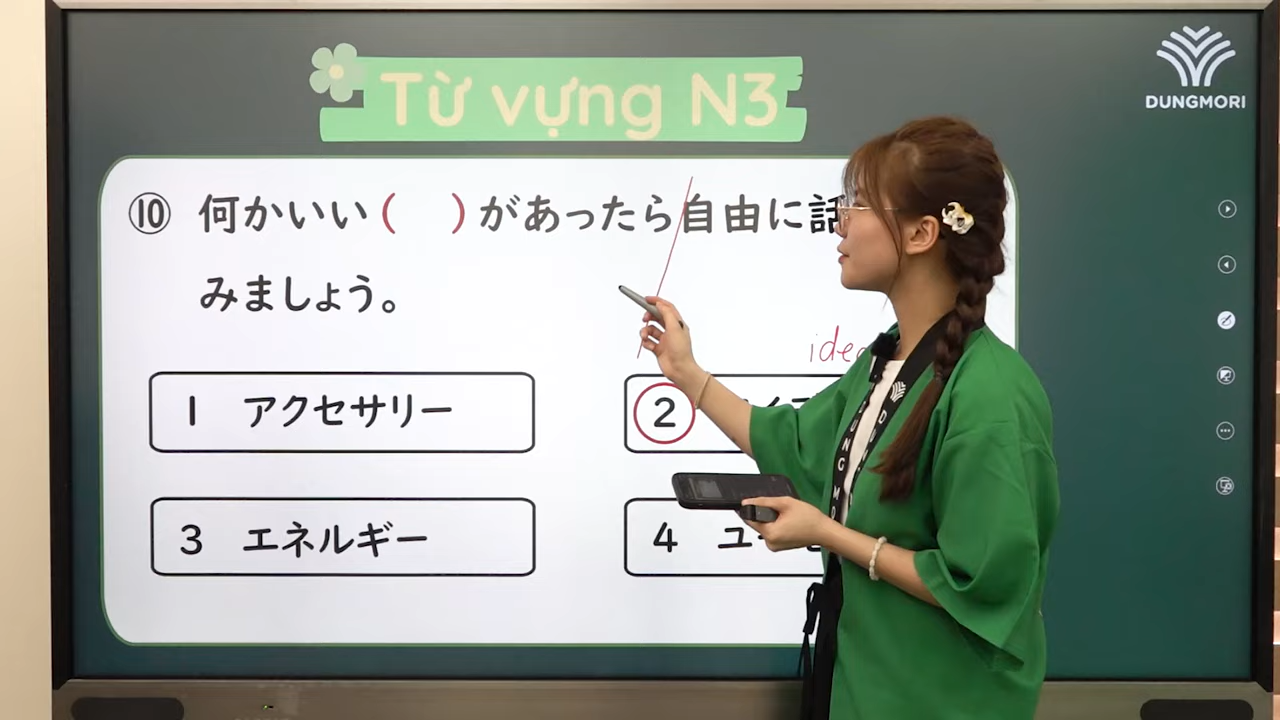 Từ vựng N3
DUNGMORI
⑩ 何かいい( )があったら自由に話
みましょう。
idea
1 アクセサリー
2
3 エネルギー
4 ユー